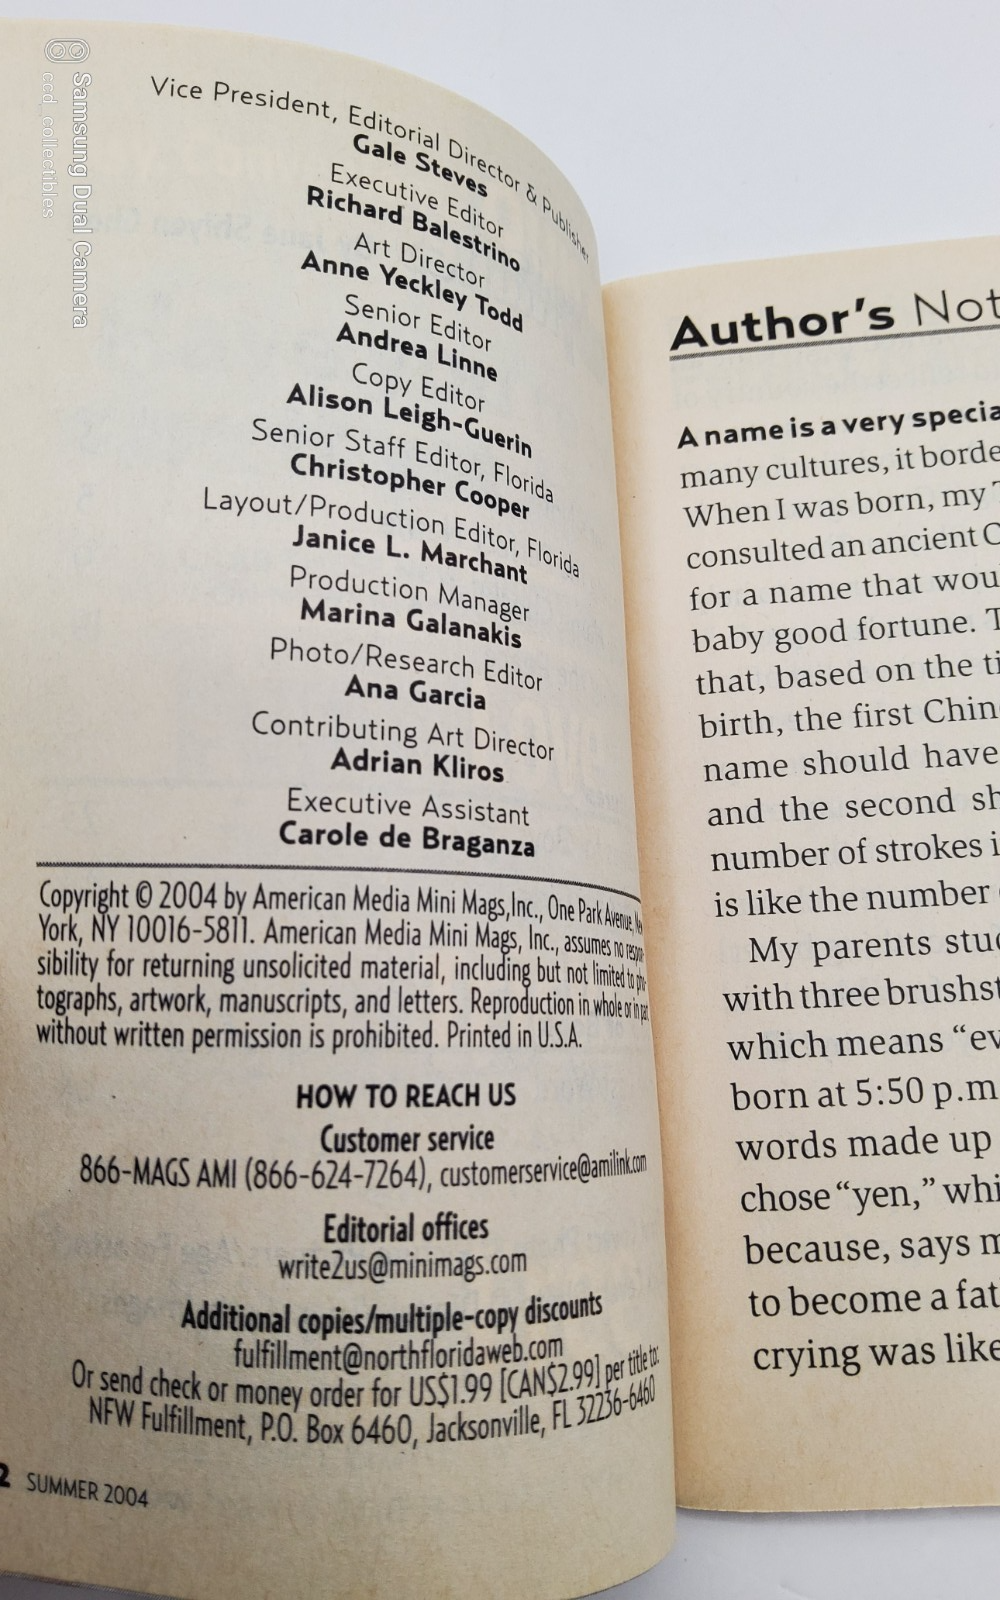 Samsung Dual Camera
ccd_collectibles
Vice President, Editorial Director & Publisher
Gale Steves
Executive Editor
Richard Balestrino
Art Director
Anne Yeckley Todd
Senior Editor
Andrea Linne
Copy Editor
Alison Leigh-Guerin
Senior Staff Editor, Florida
Christopher Cooper
Layout/Production Editor, Florida
Janice L. Marchant
Production Manager
Marina Galanakis
Photo/Research Editor
Ana Garcia
Contributing Art Director
Adrian Kliros
Executive Assistant
Carole de Braganza
Copyright © 2004 by American Media Mini Mags,Inc., One Park Avenue, New
York, NY 10016-5811. American Media Mini Mags, Inc., assumes no respon-
sibility for returning unsolicited material, including but not limited to pho-
tographs, artwork, manuscripts, and letters. Reproduction in whole or in part
without written permission is prohibited. Printed in U.S.A.
HOW TO REACH US
Customer service
866-MAGS AMI (866-624-7264), customerservice@amilink.com
Editorial offices
write2us@minimags.com
Additional copies/multiple-copy discounts
fulfillment@northfloridaweb.com
Or send check or money order for US$1.99 [CAN$2.99] per title to:
NFW Fulfillment, P.O. Box 6460, Jacksonville, FL 32236-6460
2 SUMMER 2004
Author's Not
A name is a very specia
many cultures, it borde
When I was born, my T
consulted an ancient C
for a name that wou
baby good fortune. T
that, based on the ti
birth, the first Chin
name should have
and the second sh
number of strokes i
is like the number
My parents stu
with three brushst
which means “ev
born at 5:50 p.m
words made up
chose “yen,” whi
because, says m
to become a fat
crying was like